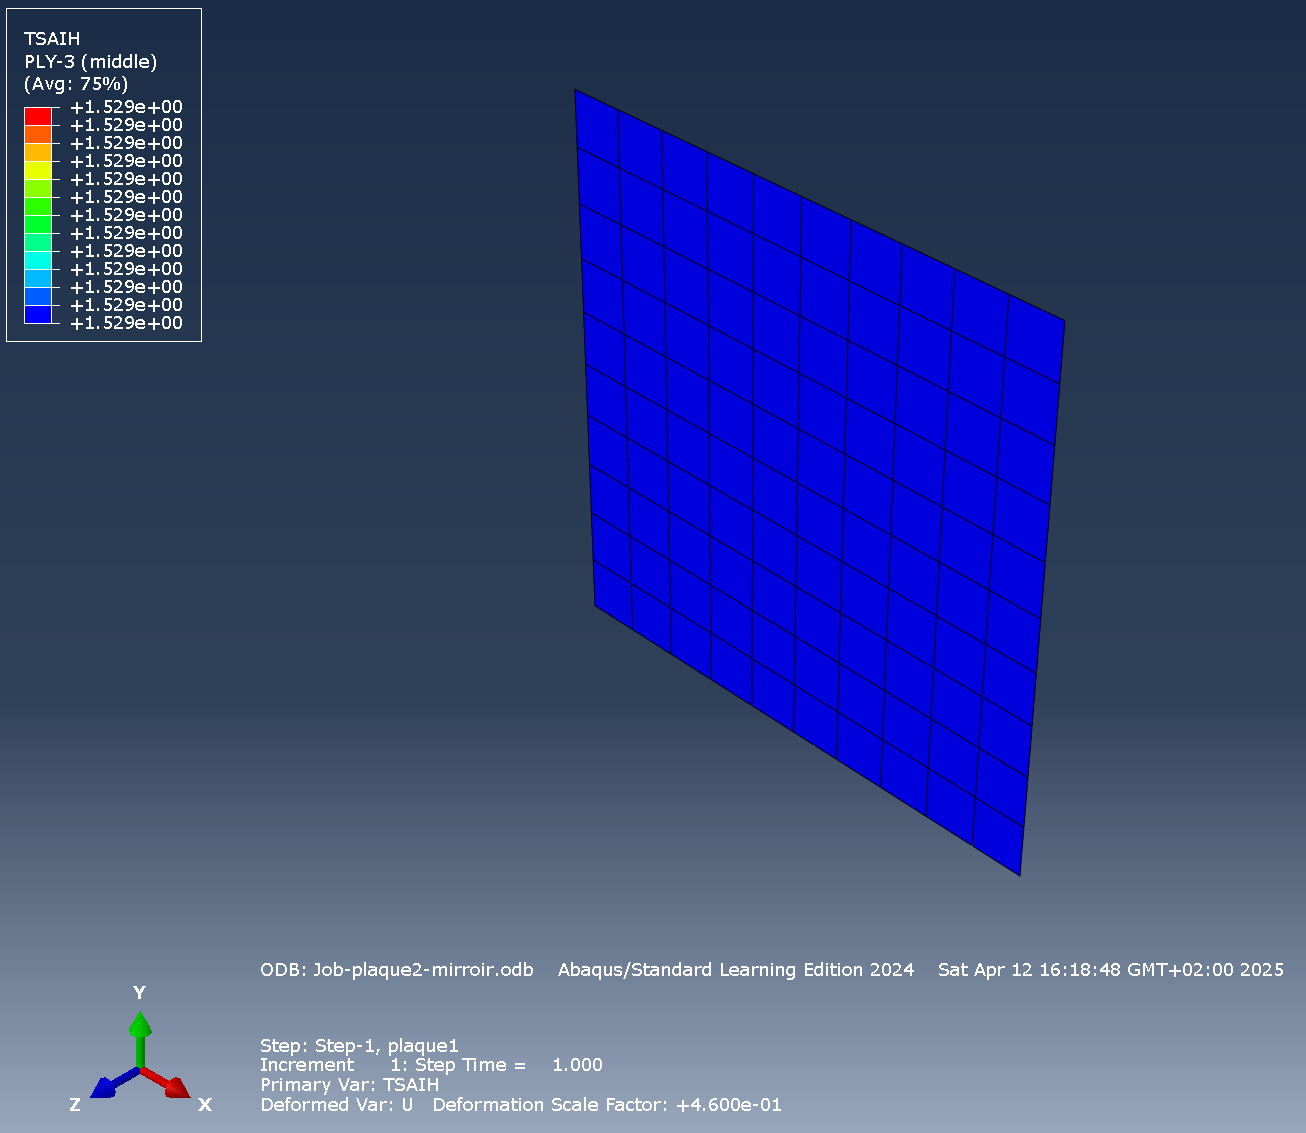 TSAIH
PLY-3 (middle)
(Avg: 75%)
+1.529e+00
+1.529e+00
+1.529e+00
+1.529e+00
+1.529e+00
+1.529e+00
+1.529e+00
+1.529e+00
+1.529e+00
+1.529e+00
+1.529e+00
+1.529e+00
+1.529e+00
ODB: Job-plaque2-mirroir.odb    Abaqus/Standard Learning Edition 2024    Sat Apr 12 16:18:48 GMT+02:00 2025
Y
Z
X
Step: Step-1, plaque1
Increment      1: Step Time =    1.000
Primary Var: TSAIH
Deformed Var: U   Deformation Scale Factor: +4.600e-01